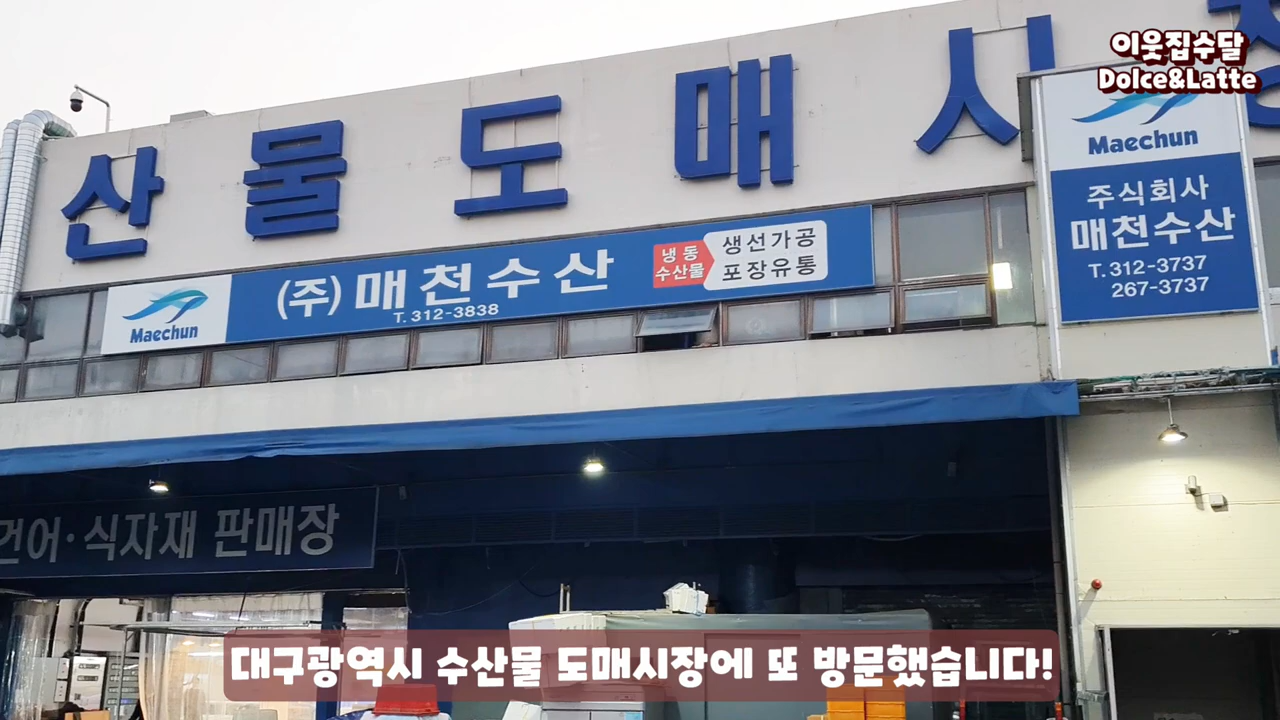 이웃집수달
Dolce&Latte
산물도매시장
Maechun
주식회사
매천수산
T. 312-3737
267-3737
Maechun
(주)매천수산
T. 312-3838
냉동
수산물
생선가공
포장유통
건어·식자재 판매장
대구광역시 수산물 도매시장에 또 방문했습니다!